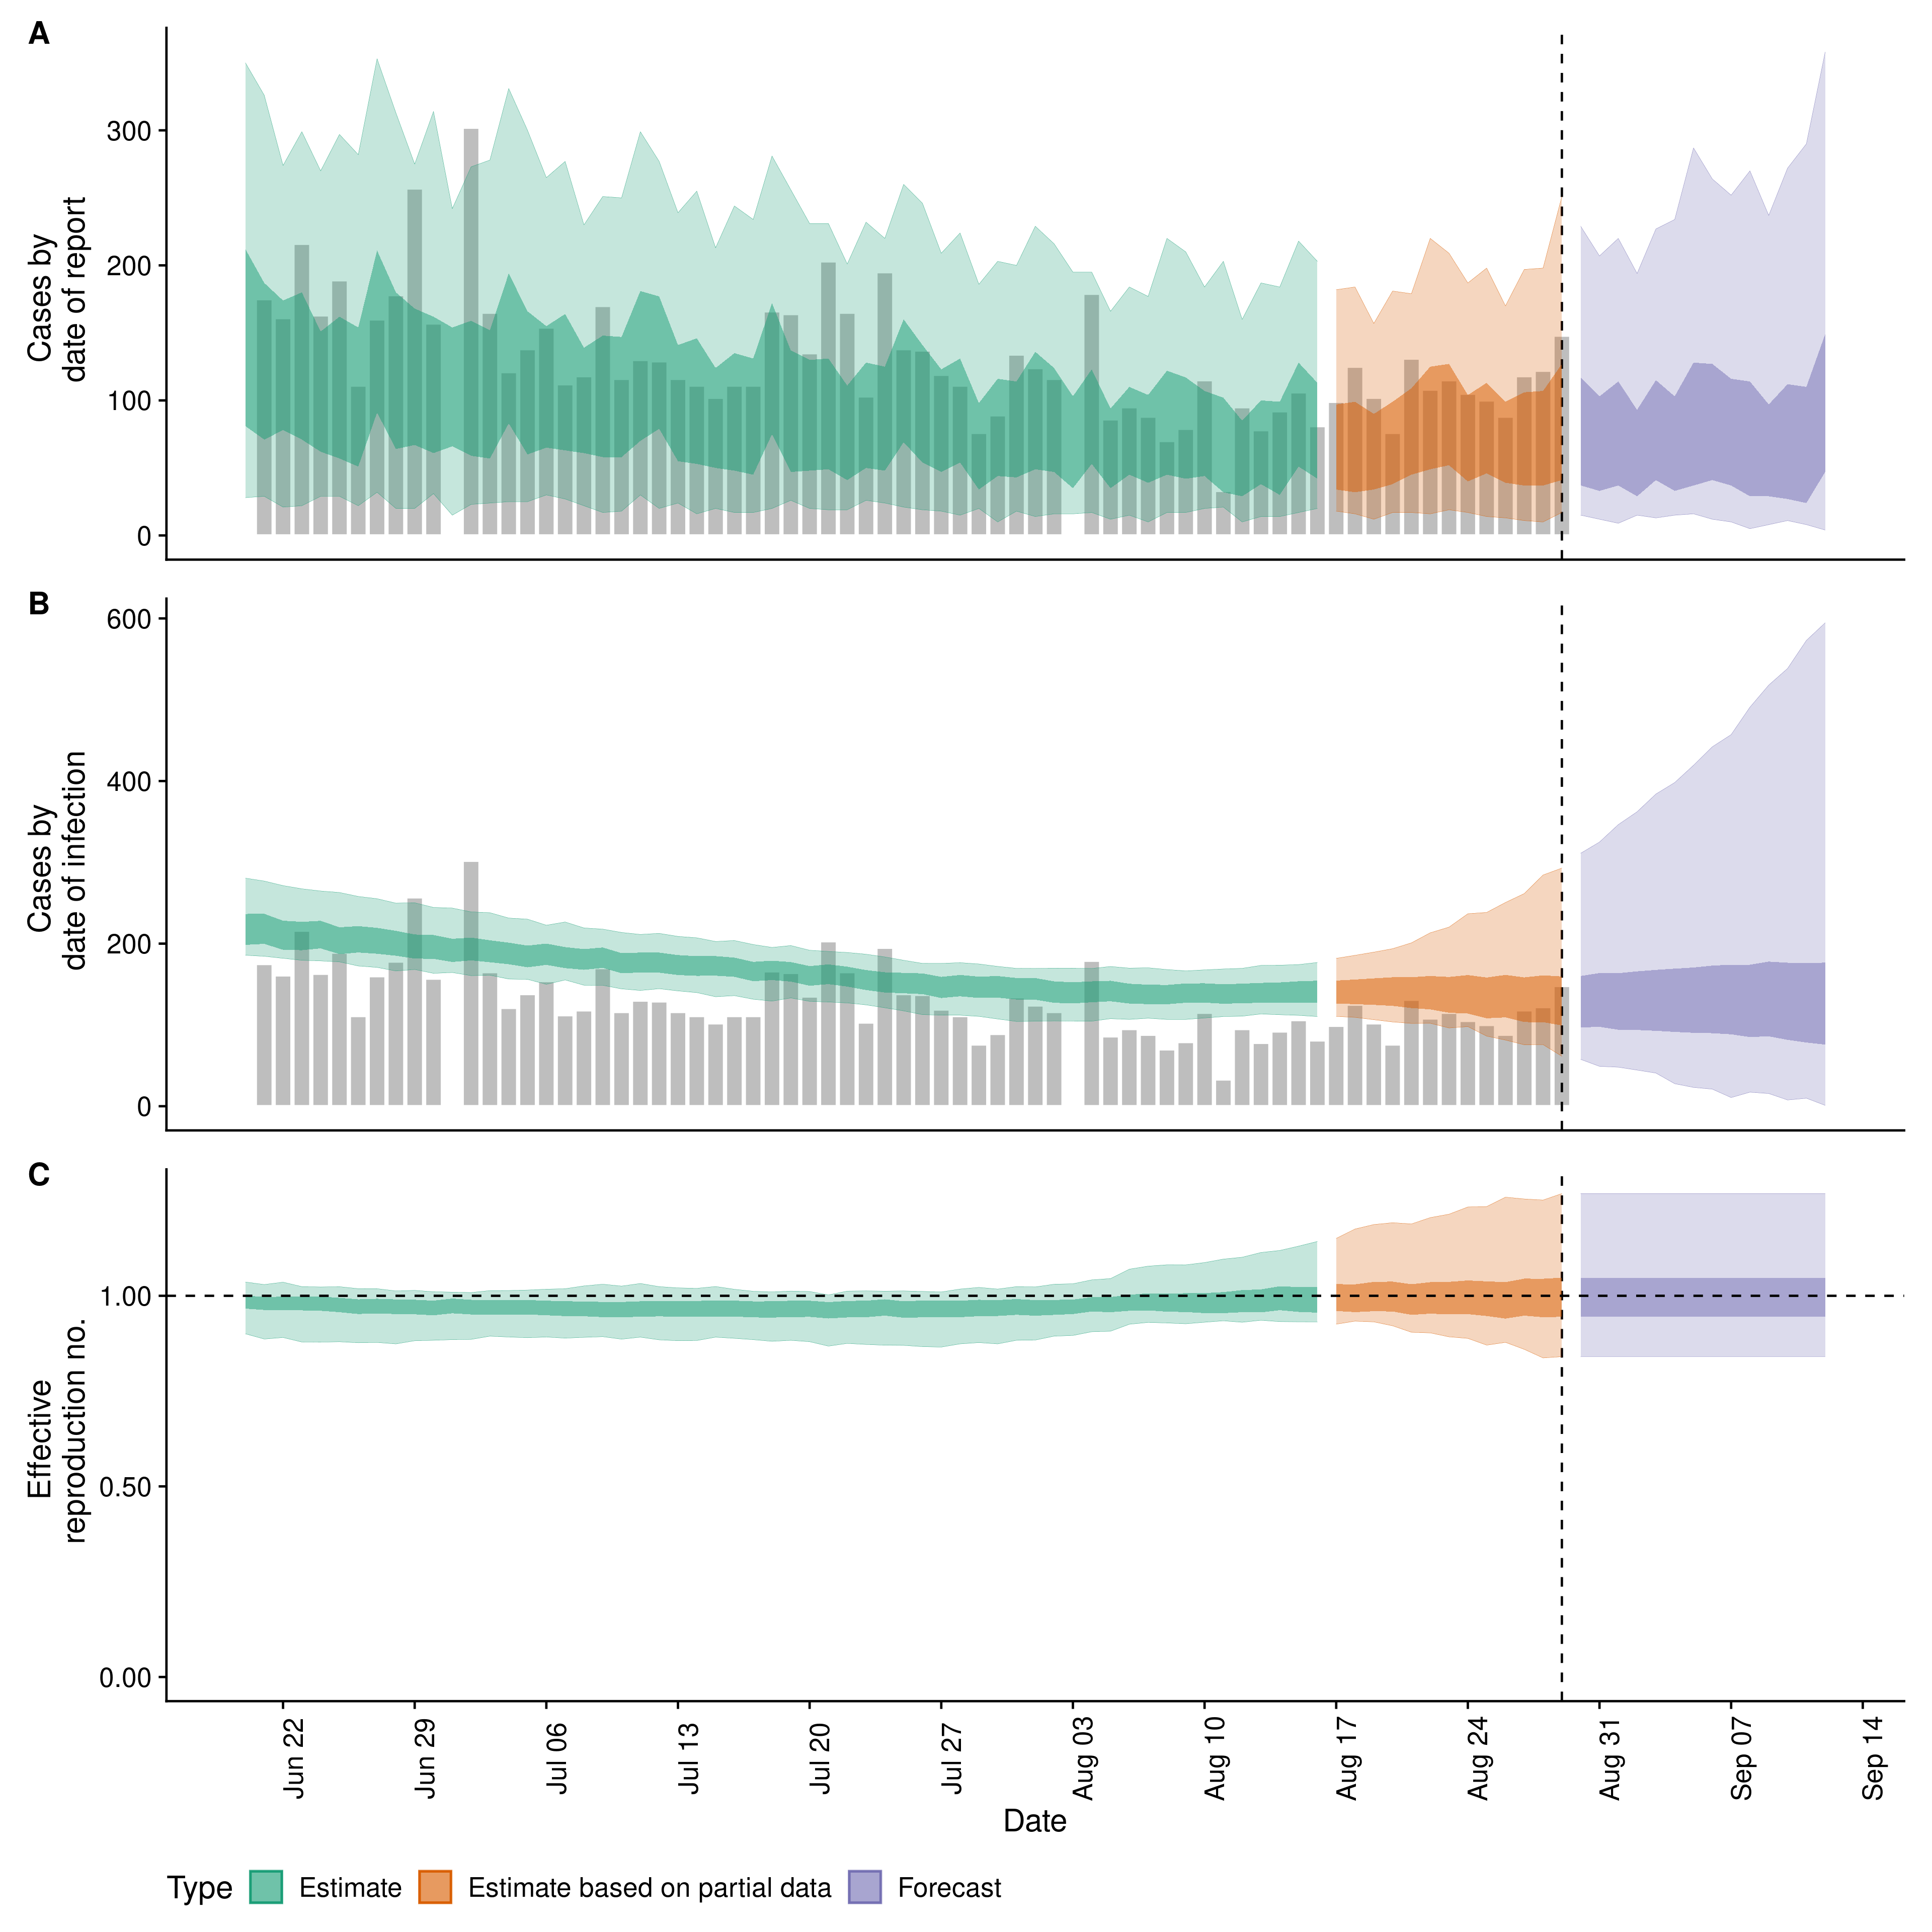 A
Cases by
date of report
300
200
100
0
B
Cases by
date of infection
600
400
200
0
C
Effective
reproduction no.
1.00
0.50
0.00
Jun 22
Jun 29
Jul 06
Jul 13
Jul 20
Jul 27
Aug 03
Aug 10
Aug 17
Aug 24
Aug 31
Sep 07
Sep 14
Date
Type Estimate Estimate based on partial data Forecast